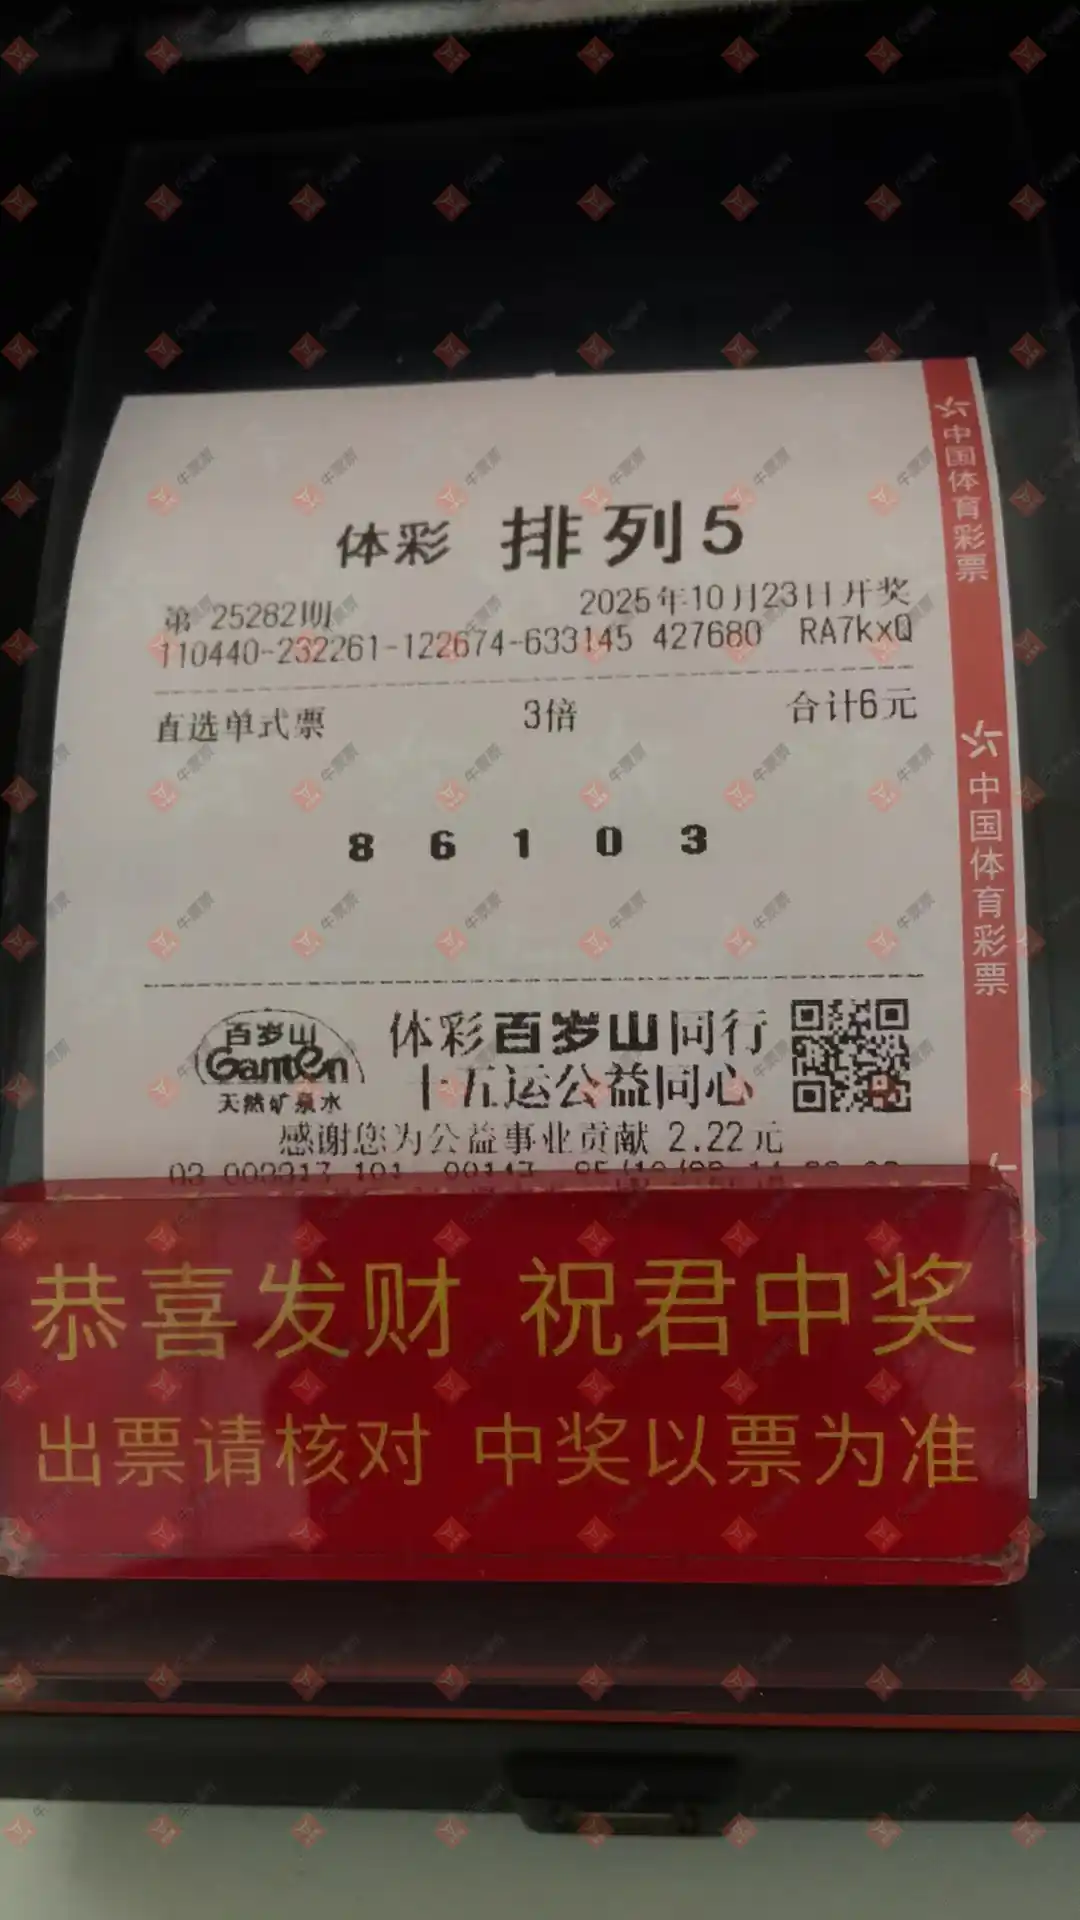 体彩 排列5
第 25282期 2025年10月23日开奖
110440-232261-122674-633145 427680 RA7kxQ
直选单式票 3倍 合计6元
8 6 1 0 3
百岁山
Ganten
天然矿泉水
体彩百岁山同行
十五运公益同心
感谢您为公益事业贡献 2.22元
恭喜发财 祝君中奖
出票请核对 中奖以票为准
中国体育彩票
中国体育彩票
牛票票